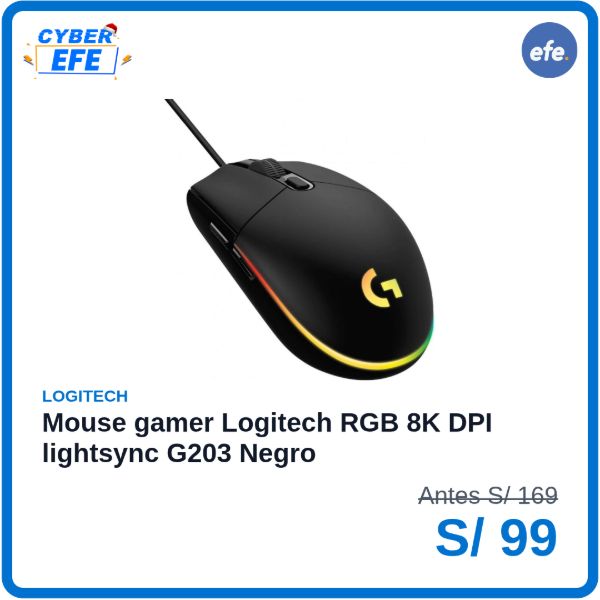 CYBER
EFE
efe.
LOGITECH
Mouse gamer Logitech RGB 8K DPI
lightsync G203 Negro
Antes S/ 169
S/ 99